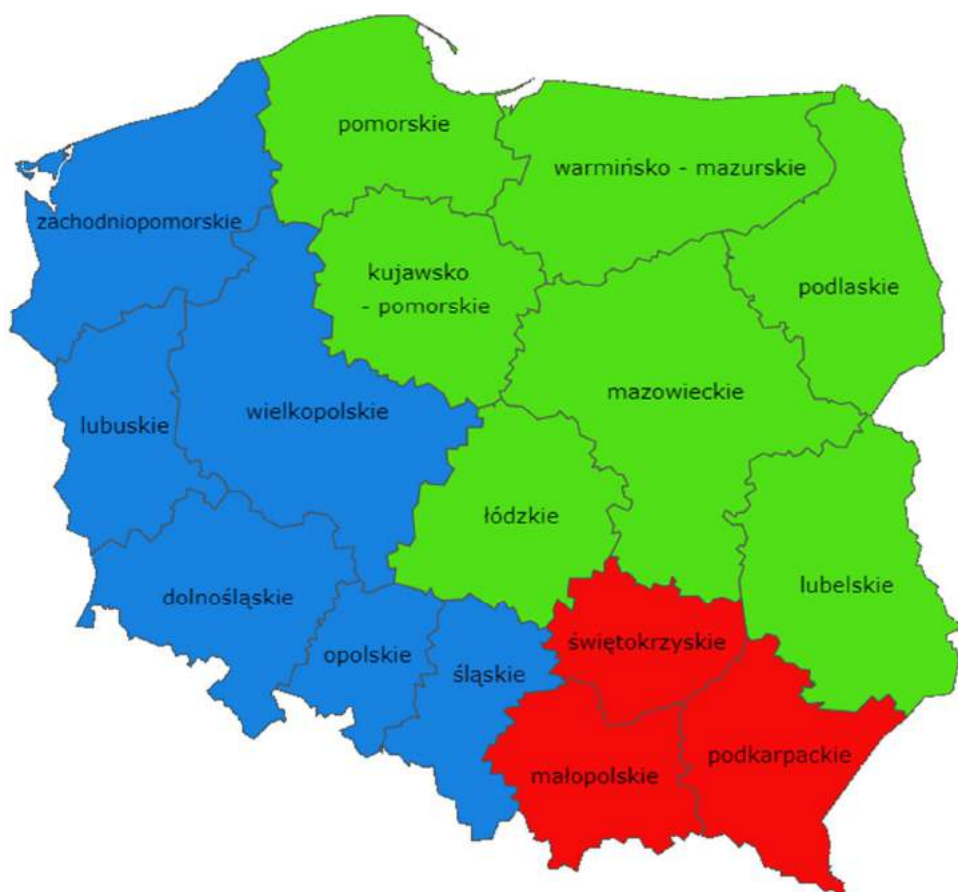 pomorskie
warmińsko - mazurskie
zachodniopomorskie
kujawsko
- pomorskie
podlaskie
mazowieckie
lubuskie
wielkopolskie
łódzkie
lubelskie
dolnośląskie
świętokrzyskie
opolskie
śląskie
podkarpackie
małopolskie